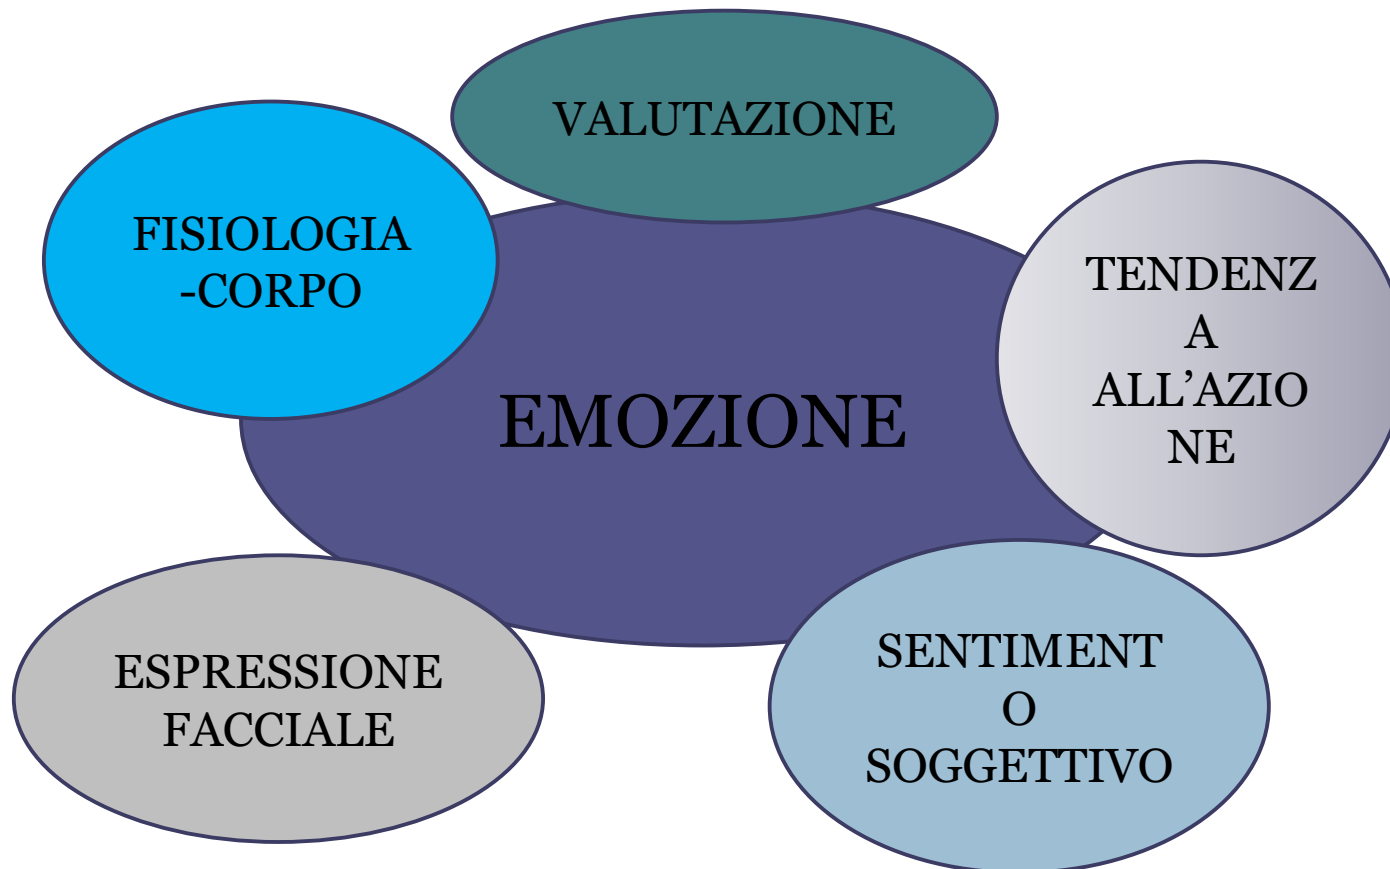 VALUTAZIONE
FISIOLOGIA
-CORPO
TENDENZ
A
ALL’AZIO
NE
EMOZIONE
ESPRESSIONE
FACCIALE
SENTIMENT
O
SOGGETTIVO